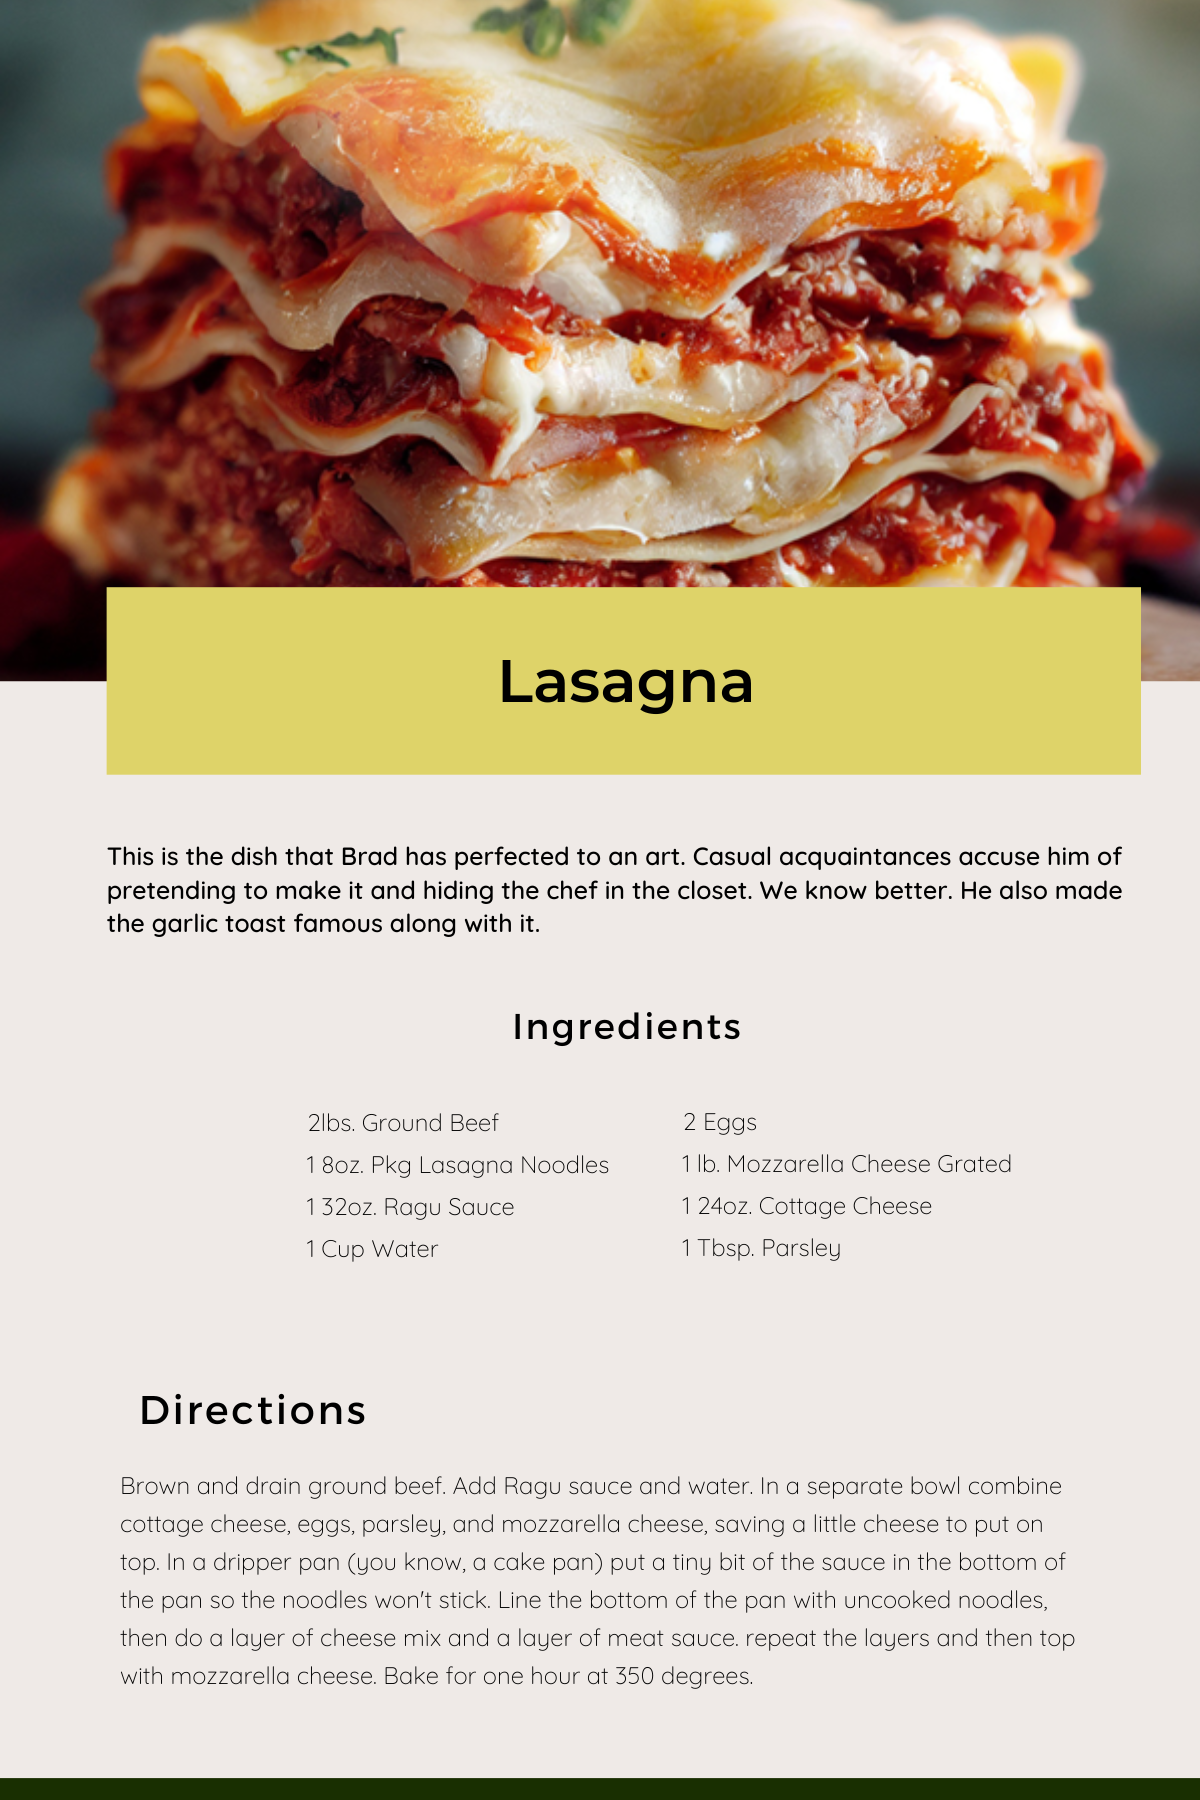 Lasagna
This is the dish that Brad has perfected to an art. Casual acquaintances accuse him of
pretending to make it and hiding the chef in the closet. We know better. He also made
the garlic toast famous along with it.
Ingredients
2lbs. Ground Beef
1 8oz. Pkg Lasagna Noodles
1 32oz. Ragu Sauce
1 Cup Water
2 Eggs
1 lb. Mozzarella Cheese Grated
1 24oz. Cottage Cheese
1 Tbsp. Parsley
Directions
Brown and drain ground beef. Add Ragu sauce and water. In a separate bowl combine
cottage cheese, eggs, parsley, and mozzarella cheese, saving a little cheese to put on
top. In a dripper pan (you know, a cake pan) put a tiny bit of the sauce in the bottom of
the pan so the noodles won't stick. Line the bottom of the pan with uncooked noodles,
then do a layer of cheese mix and a layer of meat sauce. repeat the layers and then top
with mozzarella cheese. Bake for one hour at 350 degrees.